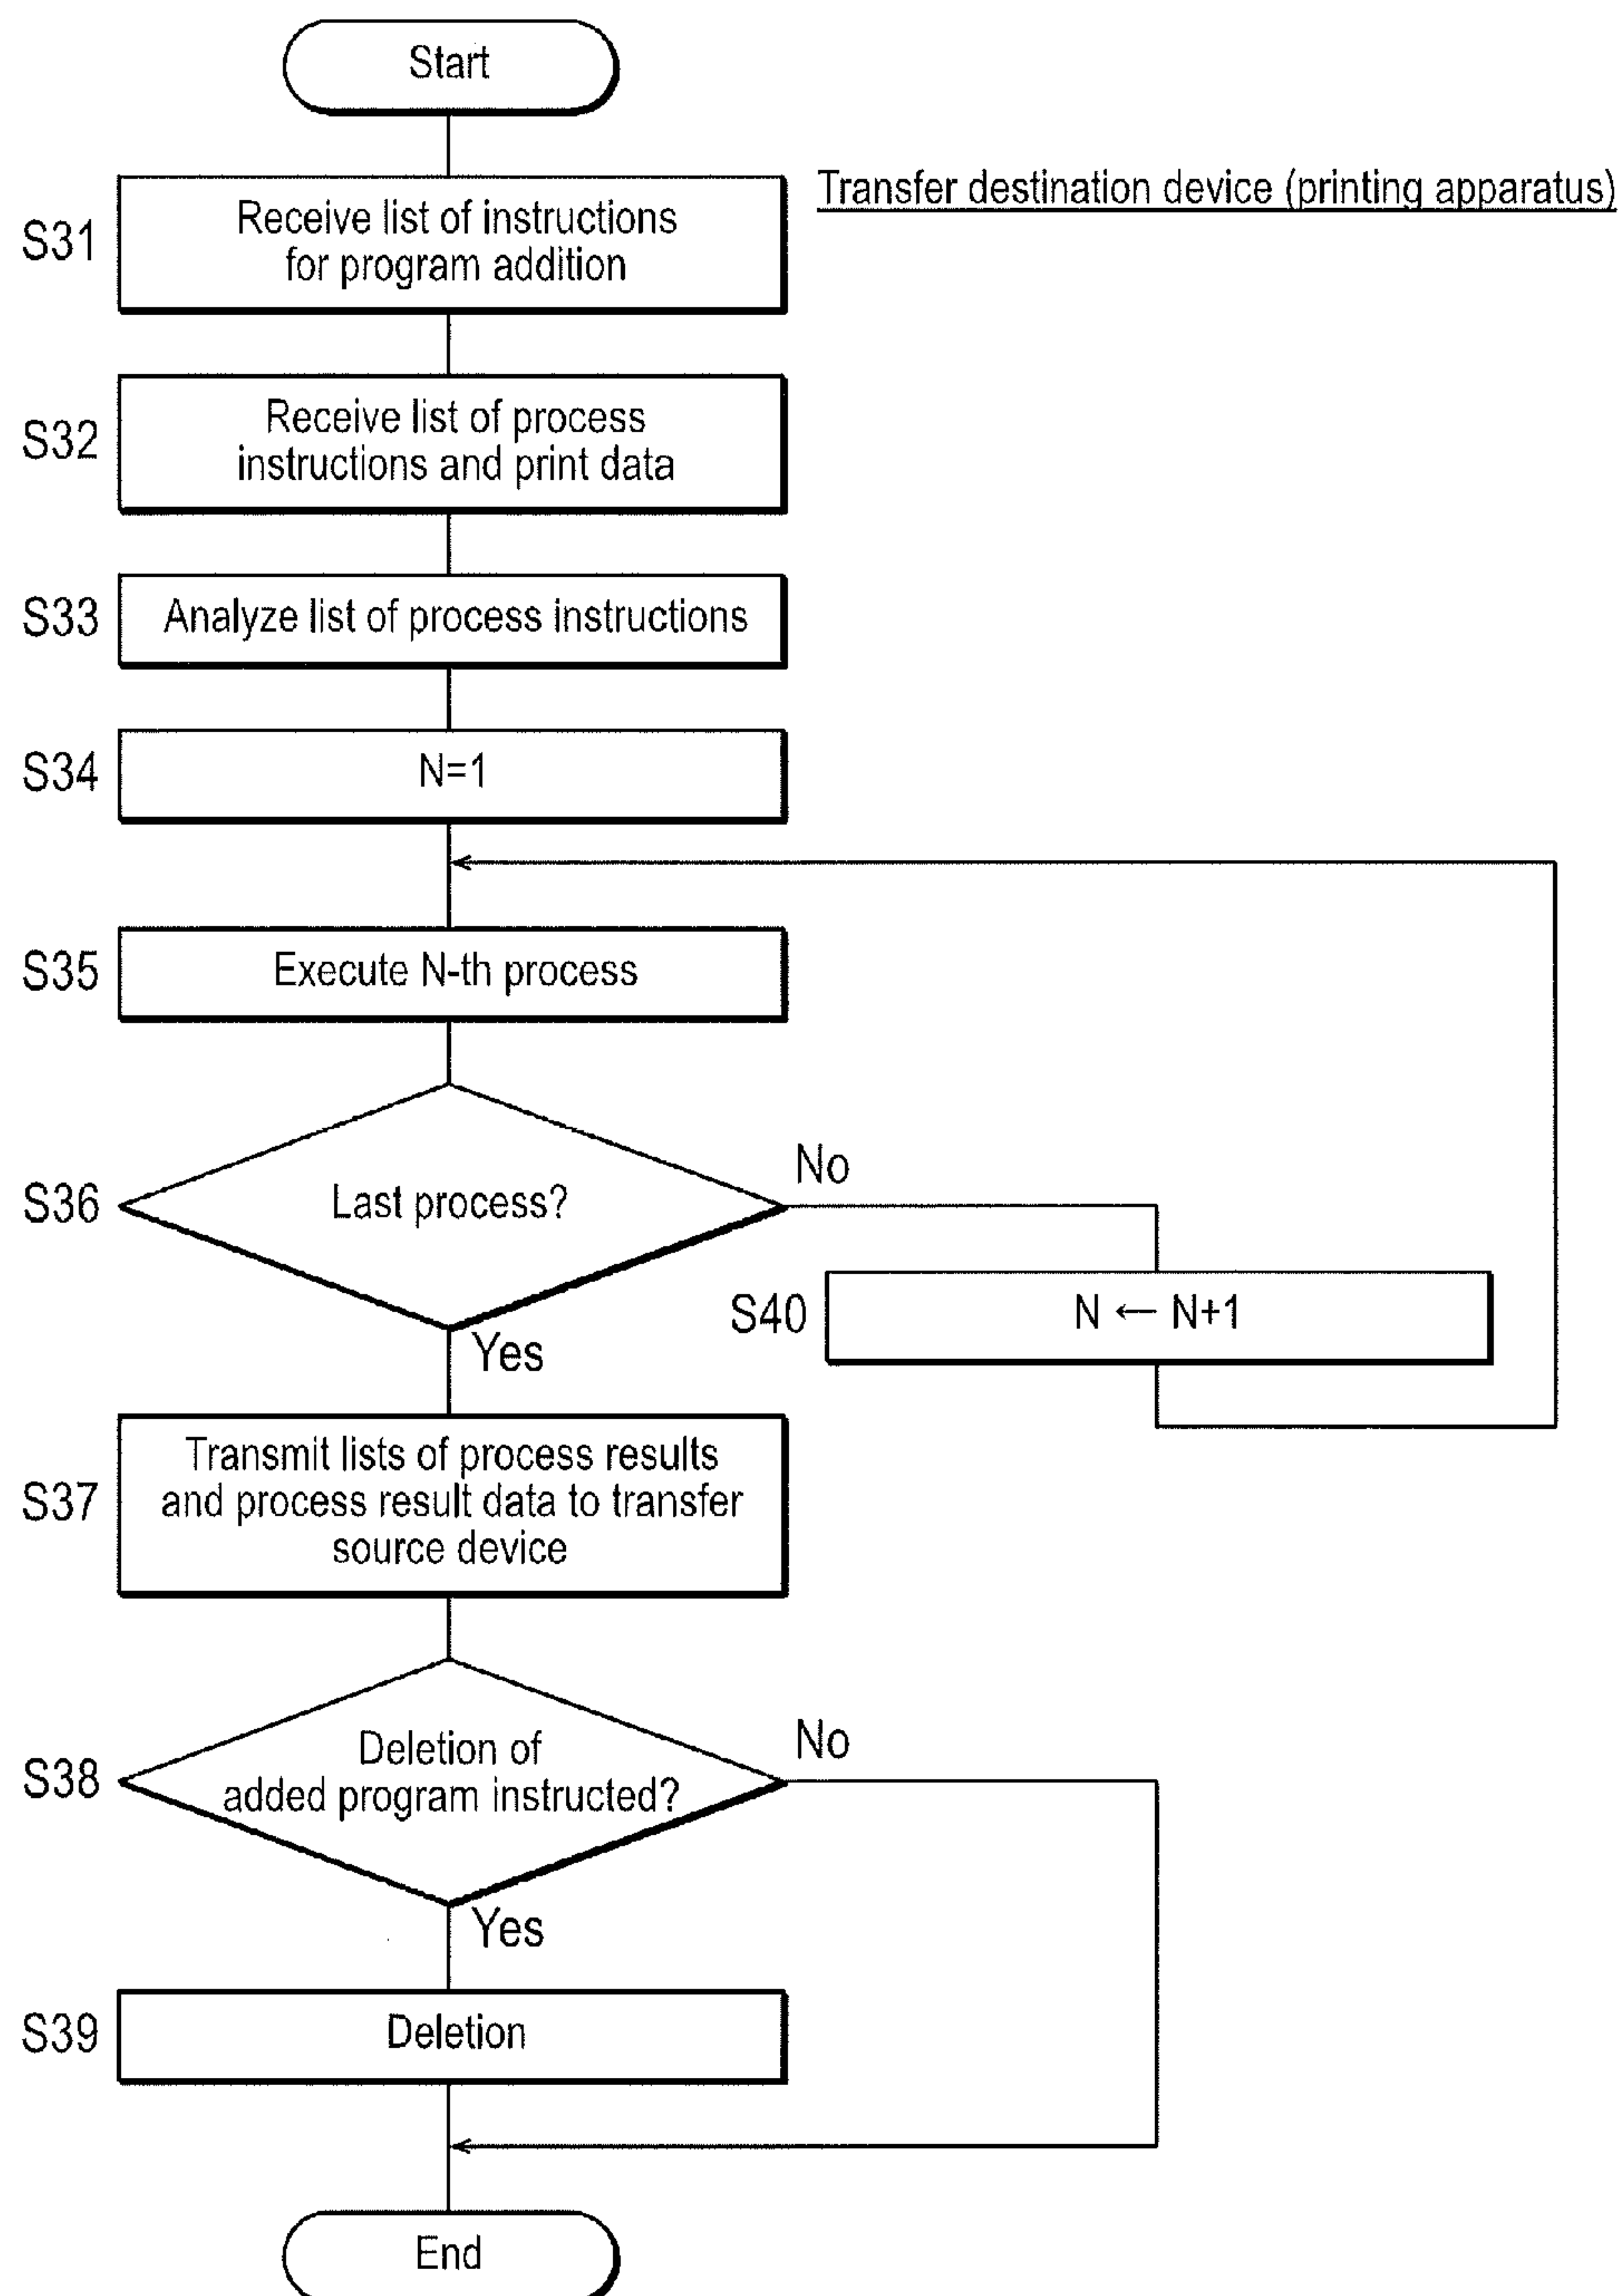 Start
Transfer destination device (printing apparatus)
S31
Receive list of instructions
for program addition
S32
Receive list of process
instructions and print data
S33
Analyze list of process instructions
S34
N=1
S35
Execute N-th process
S36
Last process?
No
Yes
S40
N ← N+1
S37
Transmit lists of process results
and process result data to transfer
source device
S38
Deletion of
added program instructed?
No
Yes
S39
Deletion
End